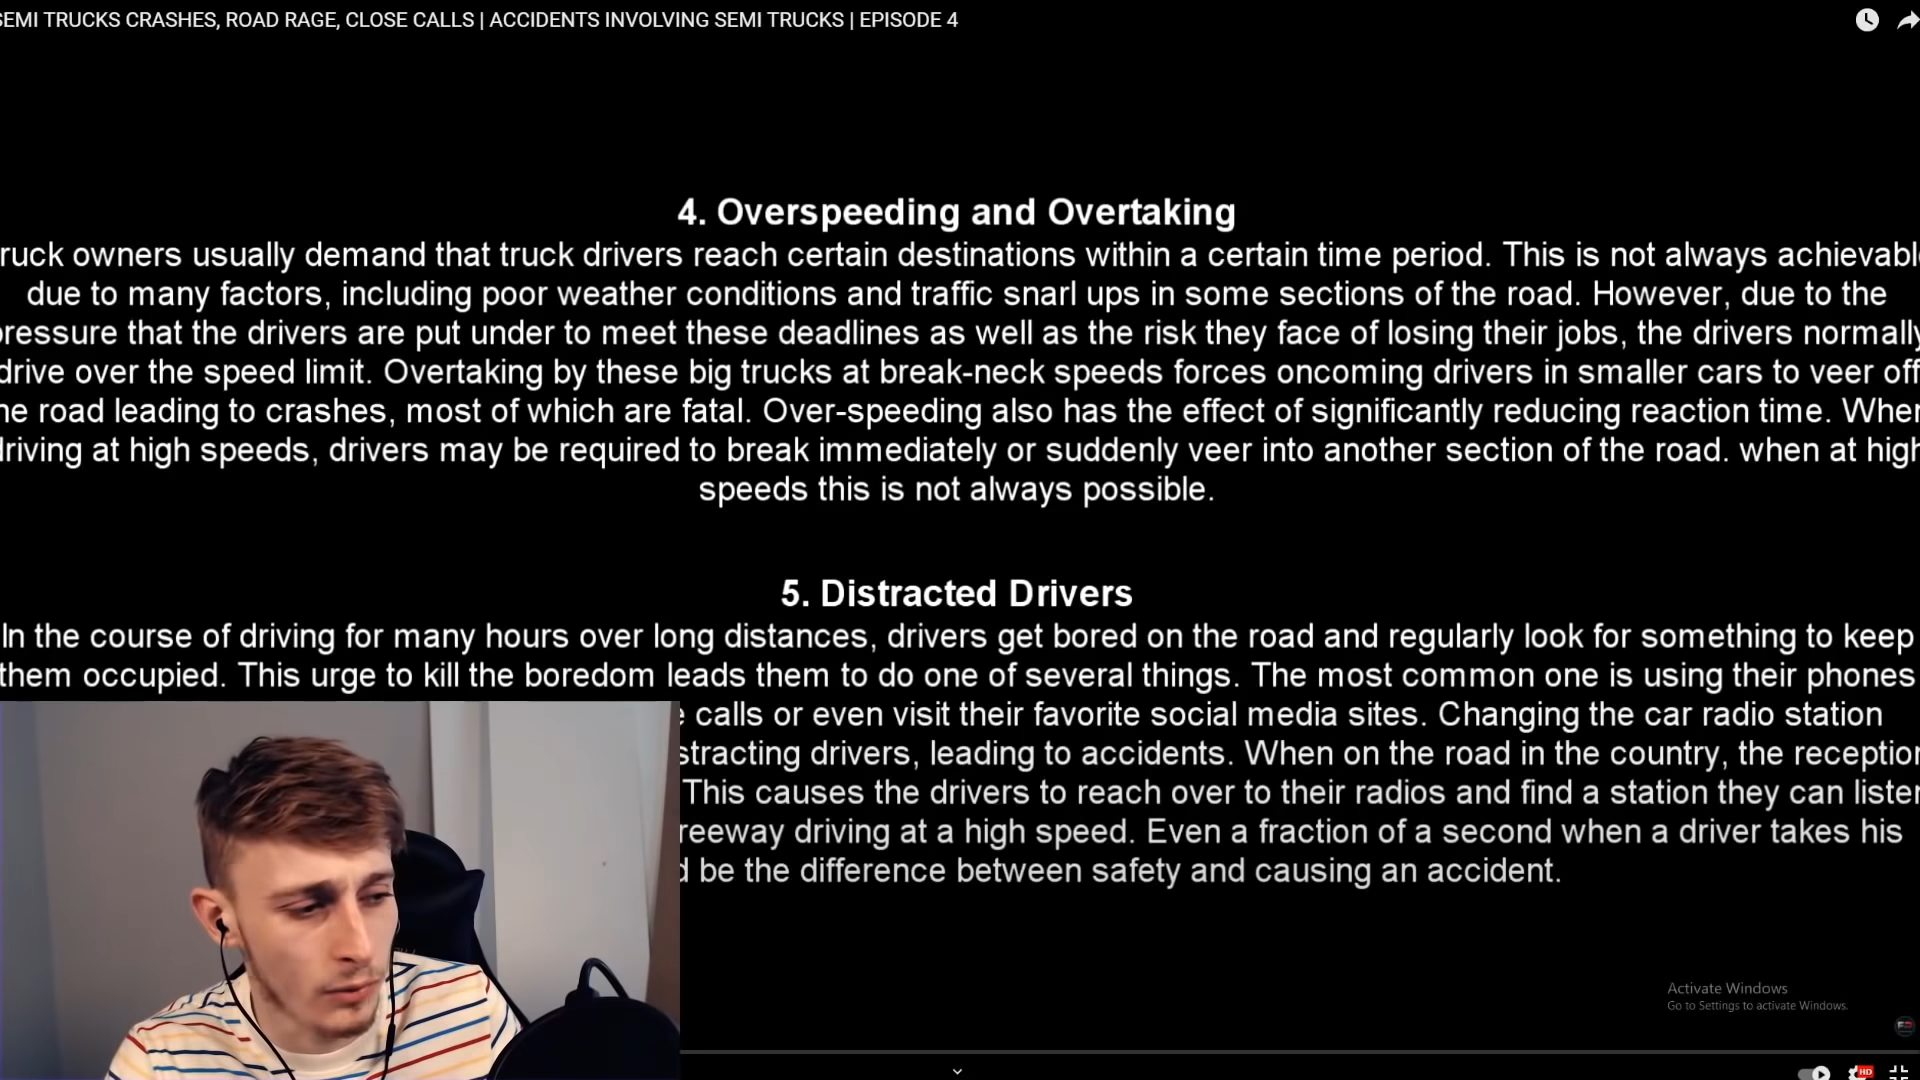 SEMI TRUCKS CRASHES, ROAD RAGE, CLOSE CALLS | ACCIDENTS INVOLVING SEMI TRUCKS | EPISODE 4
4. Overspeeding and Overtaking
ruck owners usually demand that truck drivers reach certain destinations within a certain time period. This is not always achievabl
due to many factors, including poor weather conditions and traffic snarl ups in some sections of the road. However, due to the
pressure that the drivers are put under to meet these deadlines as well as the risk they face of losing their jobs, the drivers normally
drive over the speed limit. Overtaking by these big trucks at break-neck speeds forces oncoming drivers in smaller cars to veer off
he road leading to crashes, most of which are fatal. Over-speeding also has the effect of significantly reducing reaction time. When
driving at high speeds, drivers may be required to break immediately or suddenly veer into another section of the road. when at high
speeds this is not always possible.
5. Distracted Drivers
In the course of driving for many hours over long distances, drivers get bored on the road and regularly look for something to keep
them occupied. This urge to kill the boredom leads them to do one of several things. The most common one is using their phones
calls or even visit their favorite social media sites. Changing the car radio station
stracting drivers, leading to accidents. When on the road in the country, the reception
This causes the drivers to reach over to their radios and find a station they can listen
reeway driving at a high speed. Even a fraction of a second when a driver takes his
d be the difference between safety and causing an accident.
Activate Windows
Go to Settings to activate Windows.
HD